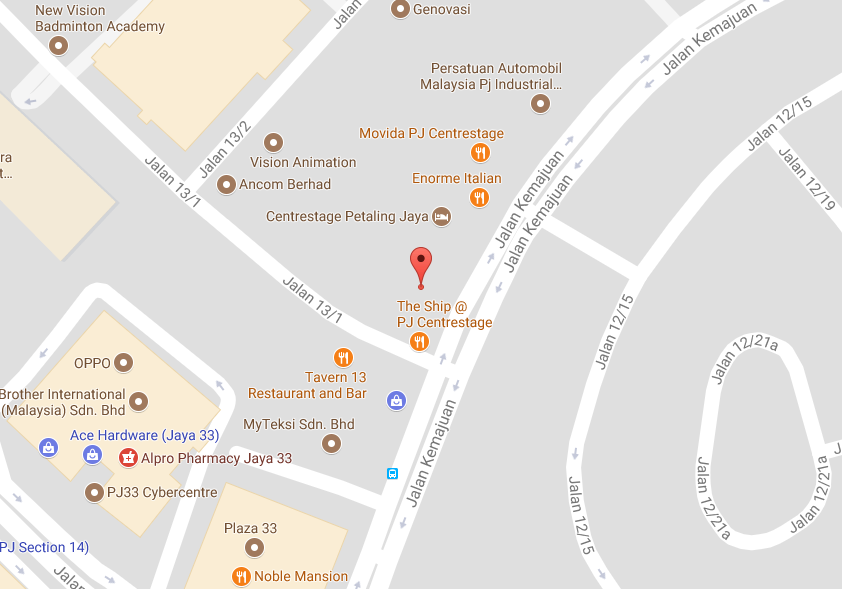 New Vision
Badminton Academy
Jalan
Genovasi
Jalan Kemajuan
Persatuan Automobil
Malaysia Pj Industrial...
Jalan 12/15
Movida PJ Centrestage
Jalan 13/2
Vision Animation
ra
t...
Jalan 13/1
Ancom Berhad
Enorme Italian
Jalan 12/19
Centrestage Petaling Jaya
Jalan Kemajuan
Jalan Kemajuan
Jalan 13/1
The Ship @
PJ Centrestage
Jalan 12/15
Jalan 12/21a
OPPO
Tavern 13
Restaurant and Bar
Brother International
(Malaysia) Sdn. Bhd
MyTeksi Sdn. Bhd
Ace Hardware (Jaya 33)
Alpro Pharmacy Jaya 33
Jalan Kemajuan
J
PJ33 Cybercentre
Jalan 12/21a
Jalan 12/21a
Jalan 12/15
Plaza 33
PJ Section 14)
Noble Mansion
Jalan